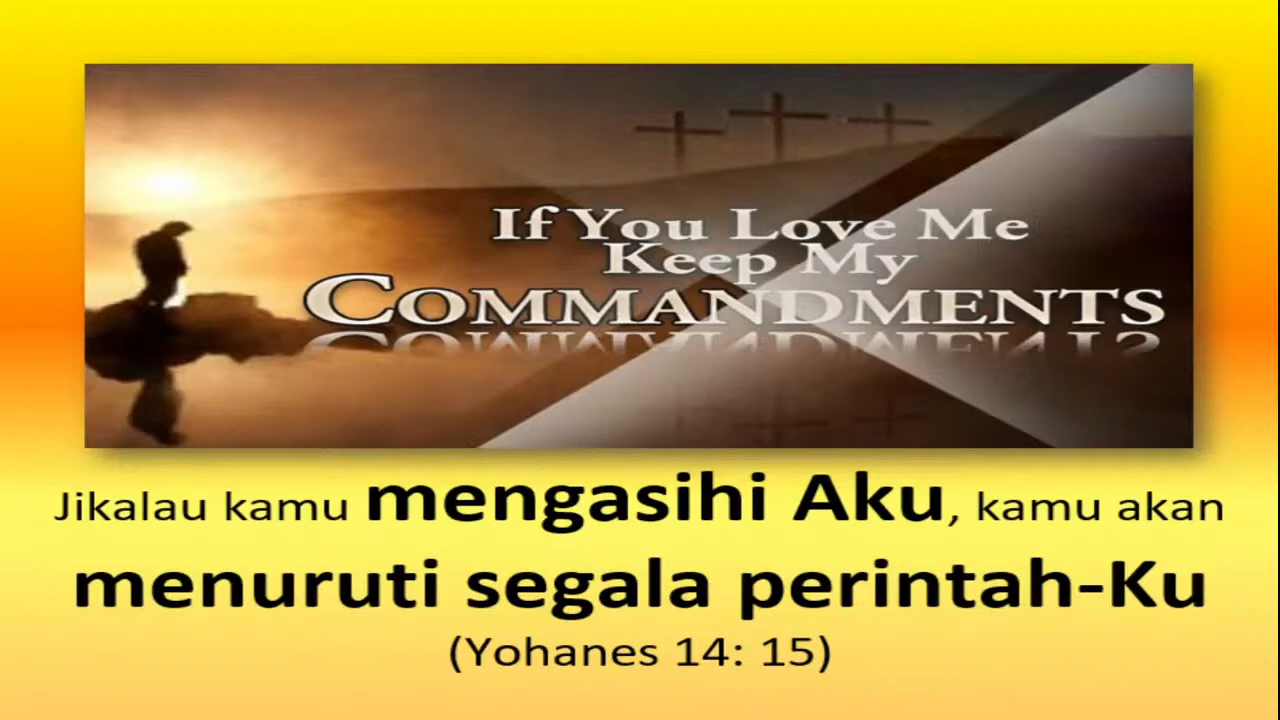 If You Love Me
Keep My
COMMANDMENTS
Jikalau kamu mengasihi Aku, kamu akan
menuruti segala perintah-Ku
(Yohanes 14: 15)